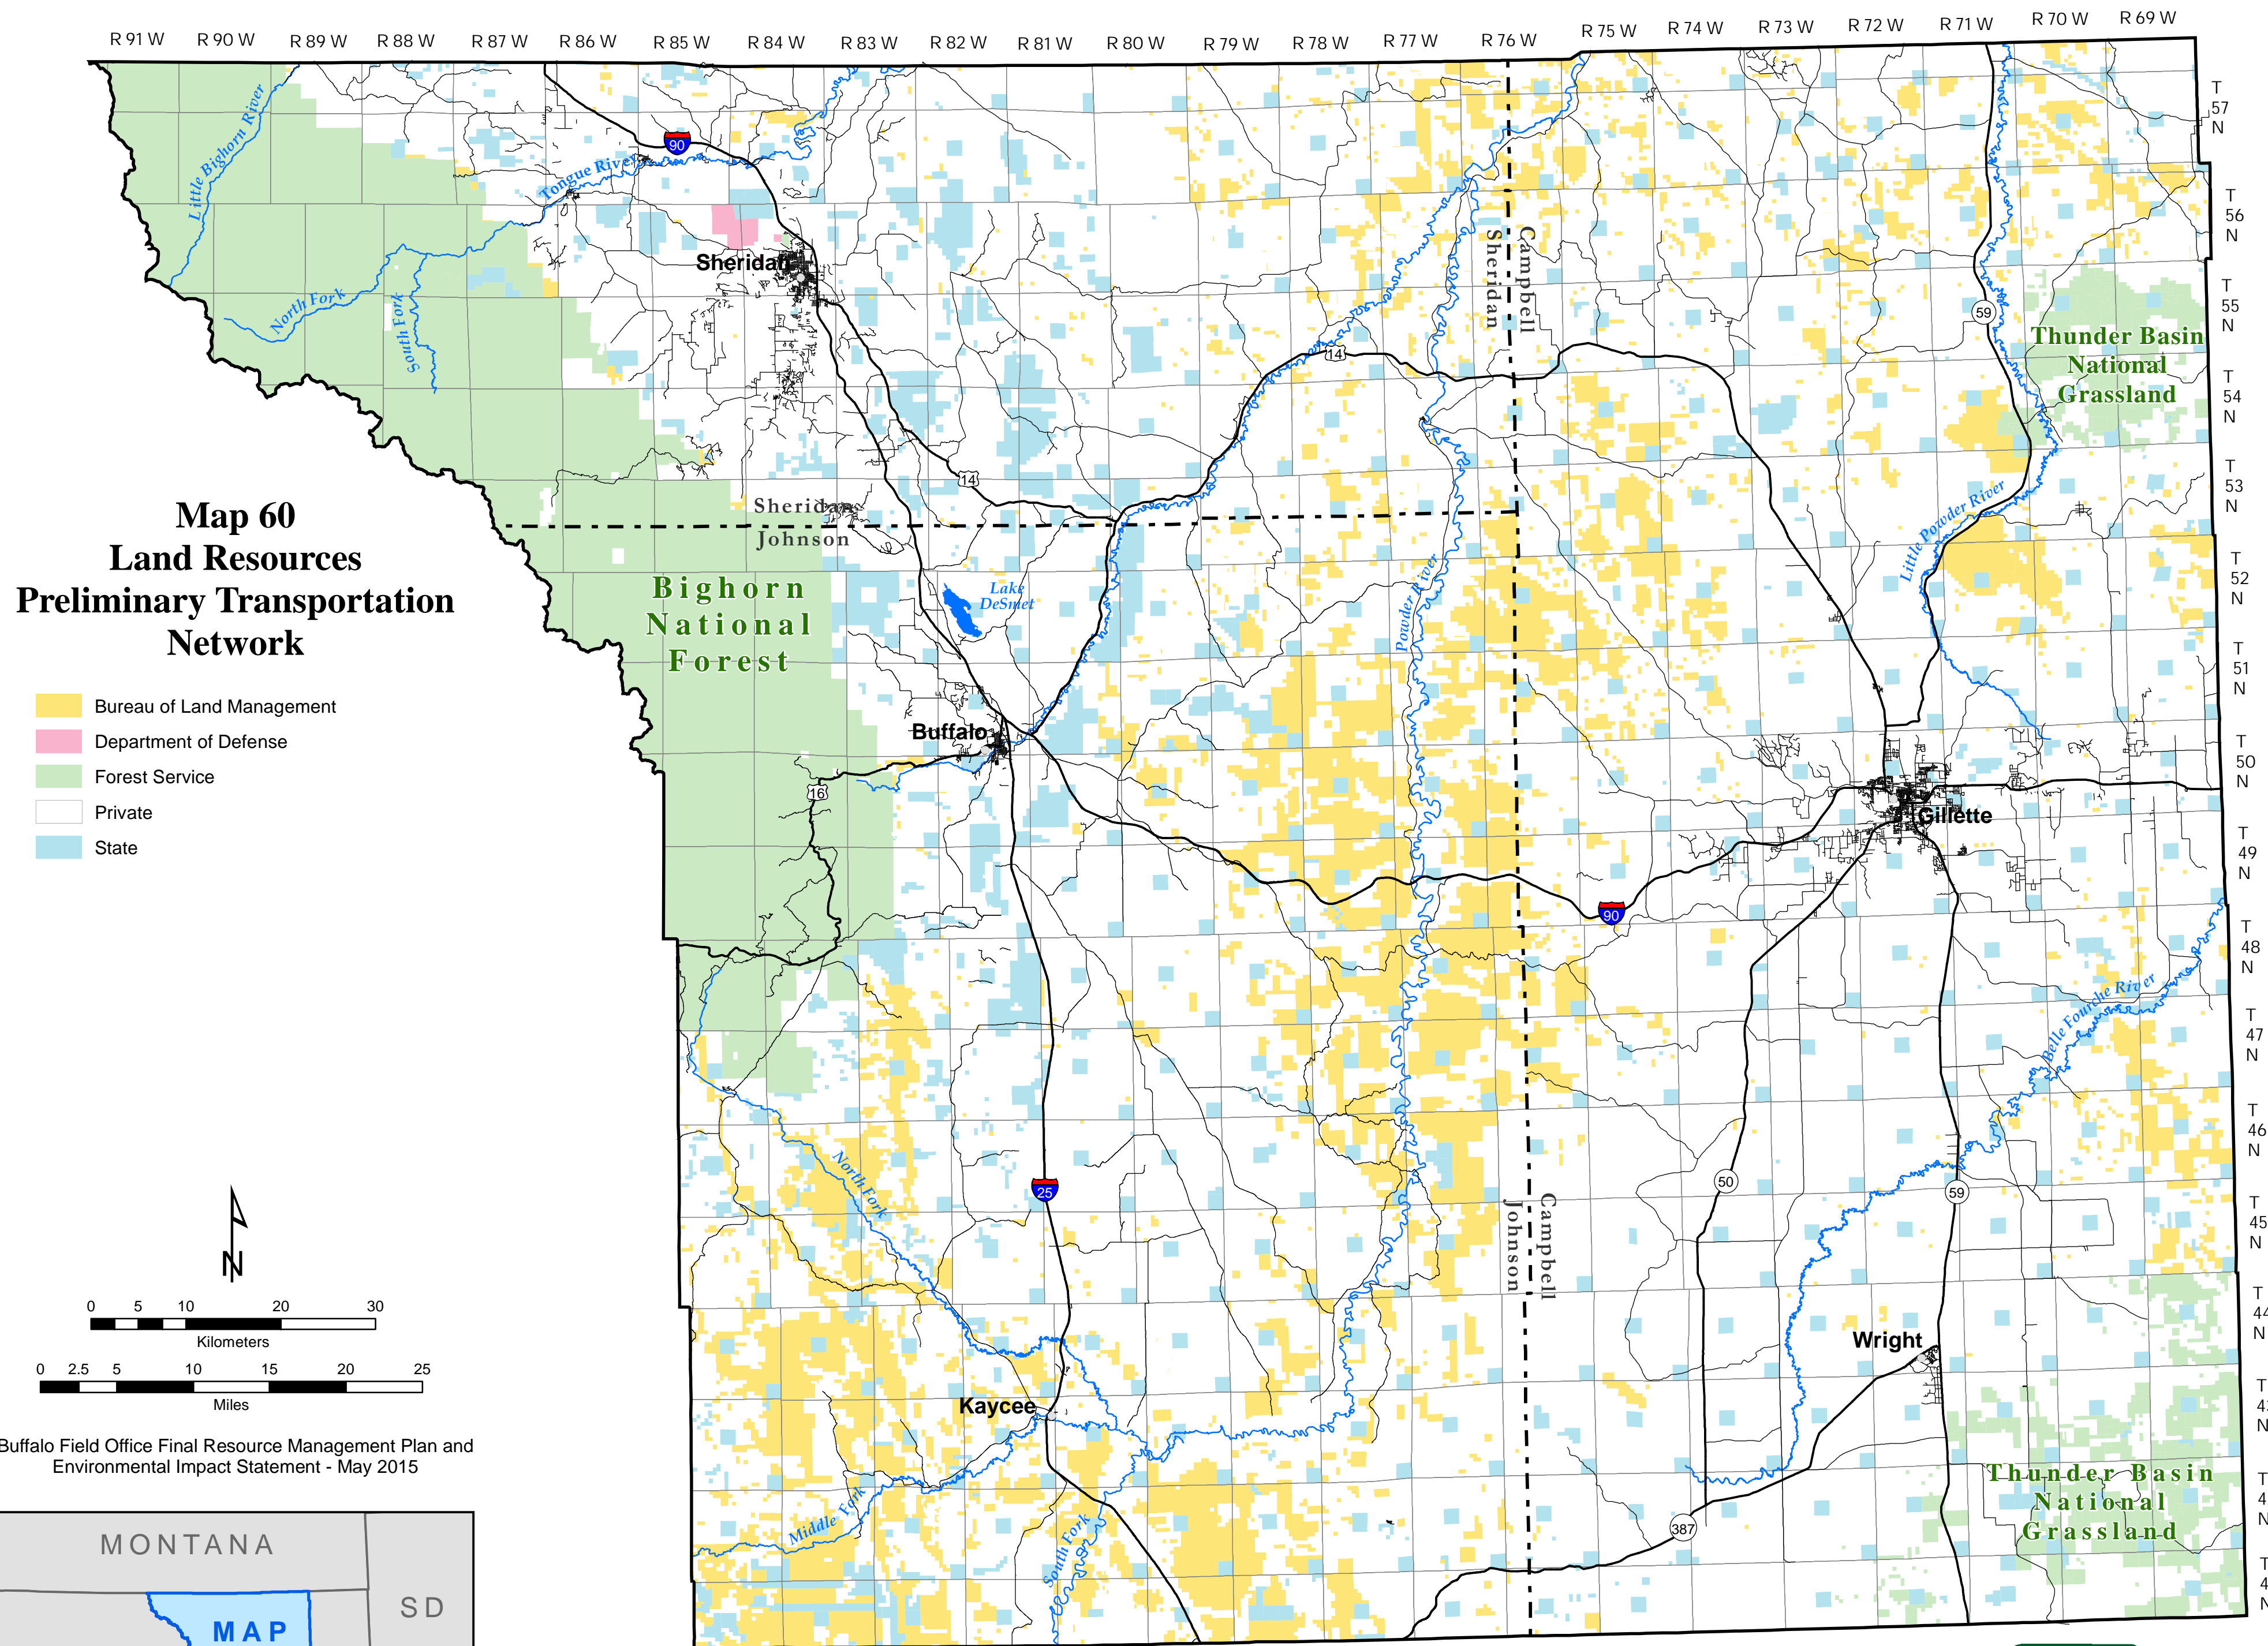 R 91 W R 90 W R 89 W R 88 W R 87 W R 86 W R 85 W R 84 W R 83 W R 82 W R 81 W R 80 W R 79 W R 78 W R 77 W R 76 W R 75 W R 74 W R 73 W R 72 W R 71 W R 70 W R 69 W
T
57
N
T
56
N
T
55
N
T
54
N
T
53
N
T
52
N
T
51
N
T
50
N
T
49
N
T
48
N
T
47
N
T
46
N
T
45
N
T
44
N
Little Bighorn River
Tongue River
90
North Fork
South Fork
Sheridan
Sheridan
Campbell
14
59
Thunder Basin
National
Grassland
14
Sheridan
Johnson
Bighorn
National
Forest
Lake
DeSmet
Powder River
Little Powder River
Buffalo
16
Gillette
90
Belle Fourche River
North Fork
25
50
59
Johnson
Campbell
Wright
Kaycee
Middle Fork
South Fork
387
Thunder Basin
National
Grassland
Map 60
Land Resources
Preliminary Transportation
Network
Bureau of Land Management
Department of Defense
Forest Service
Private
State
N
0 5 10 20 30
Kilometers
0 2.5 5 10 15 20 25
Miles
Buffalo Field Office Final Resource Management Plan and
Environmental Impact Statement - May 2015
MONTANA
SD
MAP